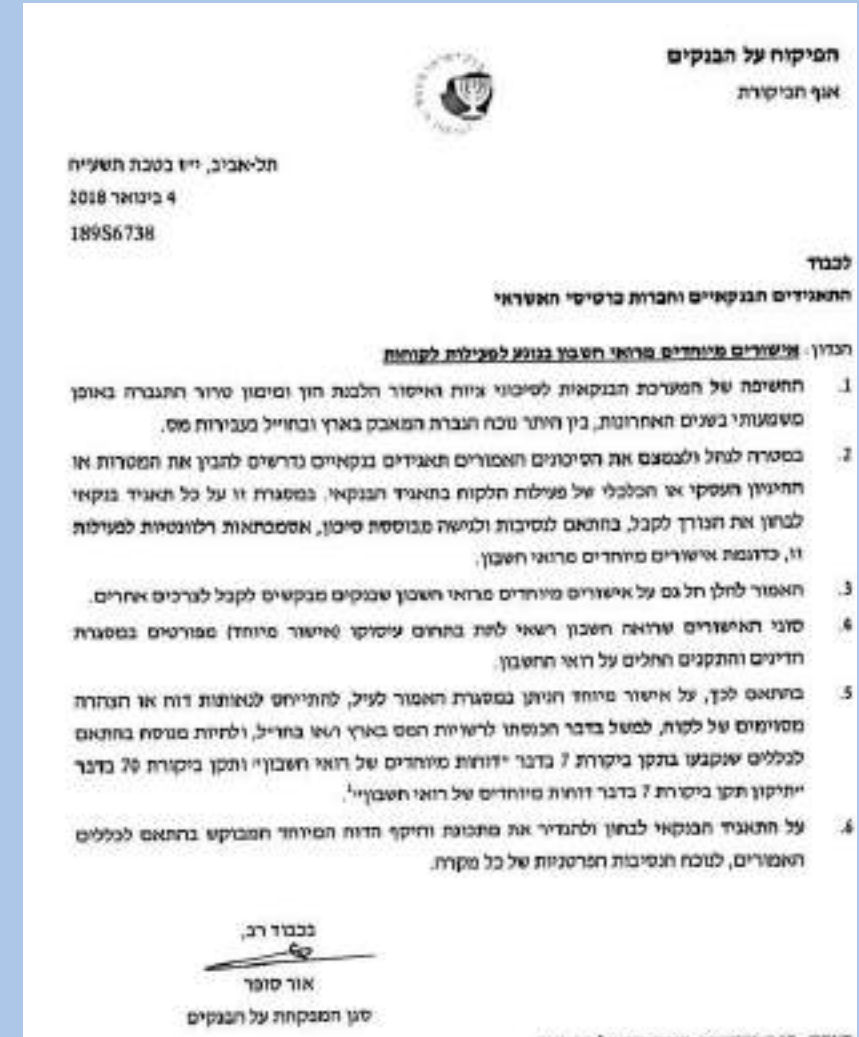 הפיקוח על הבנקים
אגף הביקורת
תל-אביב, י״ז בטבת תשע״ח
4 בינואר 2018
189S6738
לכבוד
התאגידים הבנקאיים וחברות כרטיסי האשראי
הנדון: אישורים מיוחדים מרואי חשבון בנוגע לפעילות לקוחות
1. החשיפה של המערכת הבנקאית לסיכוני ציות ואיסור הלבנת הון ומימון טרור התגברה באופן
משמעותי בשנים האחרונות, בין היתר נוכח הגברת המאבק בארץ ובחו״ל בעבירות מס.
2. במטרה לנהל ולצמצם את הסיכונים האמורים תאגידים בנקאיים נדרשים להבין את המטרות או
ההיגיון העסקי או הכלכלי של פעילות הלקוח בתאגיד הבנקאי. במסגרת זו על כל תאגיד בנקאי
לבחון את הצורך לקבל, בהתאם לנסיבות ולגישה מבוססת סיכון, אסמכתאות רלוונטיות לפעילות
זו, כדוגמת אישורים מיוחדים מרואי חשבון.
3. האמור להלן חל גם על אישורים מיוחדים מרואי חשבון שבנקים מבקשים לקבל לצרכים אחרים.
4. סוגי האישורים שרואה חשבון רשאי לתת בתחום עיסוקו (אישור מיוחד) מפורטים במסגרת
הדינים והתקנים החלים על רואי החשבון.
5. בהתאם לכך, על אישור מיוחד הניתן במסגרת האמור לעיל, להתייחס לנאותות דוח או הצהרה
מסוימים של לקוח, למשל בדבר הכנסתו לרשויות המס בארץ ו/או בחו״ל, ולהיות מנוסח בהתאם
לכללים שנקבעו בתקן ביקורת 7 בדבר ״דוחות מיוחדים של רואי חשבון״ ותקן ביקורת 70 בדבר
״תיקון תקן ביקורת 7 בדבר דוחות מיוחדים של רואי חשבון״¹.
6. על התאגיד הבנקאי לבחון ולהגדיר את מתכונת והיקף הדוח המיוחד המבוקש בהתאם לכללים
האמורים, לנוכח הנסיבות הפרטניות של כל מקרה.
בכבוד רב,
אור סופר
סגן המפקחת על הבנקים